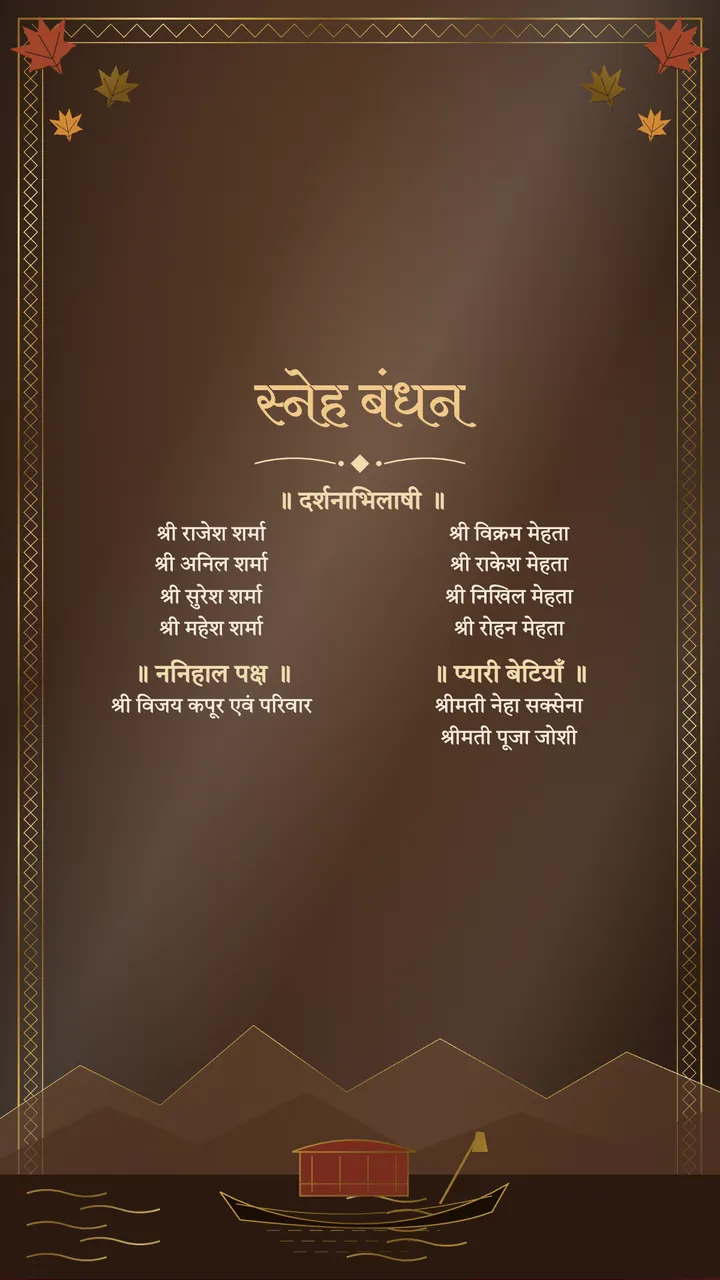 स्नेह बंधन
॥ दर्शनाभिलाषी ॥
श्री राजेश शर्मा
श्री अनिल शर्मा
श्री सुरेश शर्मा
श्री महेश शर्मा
श्री विक्रम मेहता
श्री राकेश मेहता
श्री निखिल मेहता
श्री रोहन मेहता
॥ ननिहाल पक्ष ॥
श्री विजय कपूर एवं परिवार
॥ प्यारी बेटियाँ ॥
श्रीमती नेहा सक्सेना
श्रीमती पूजा जोशी